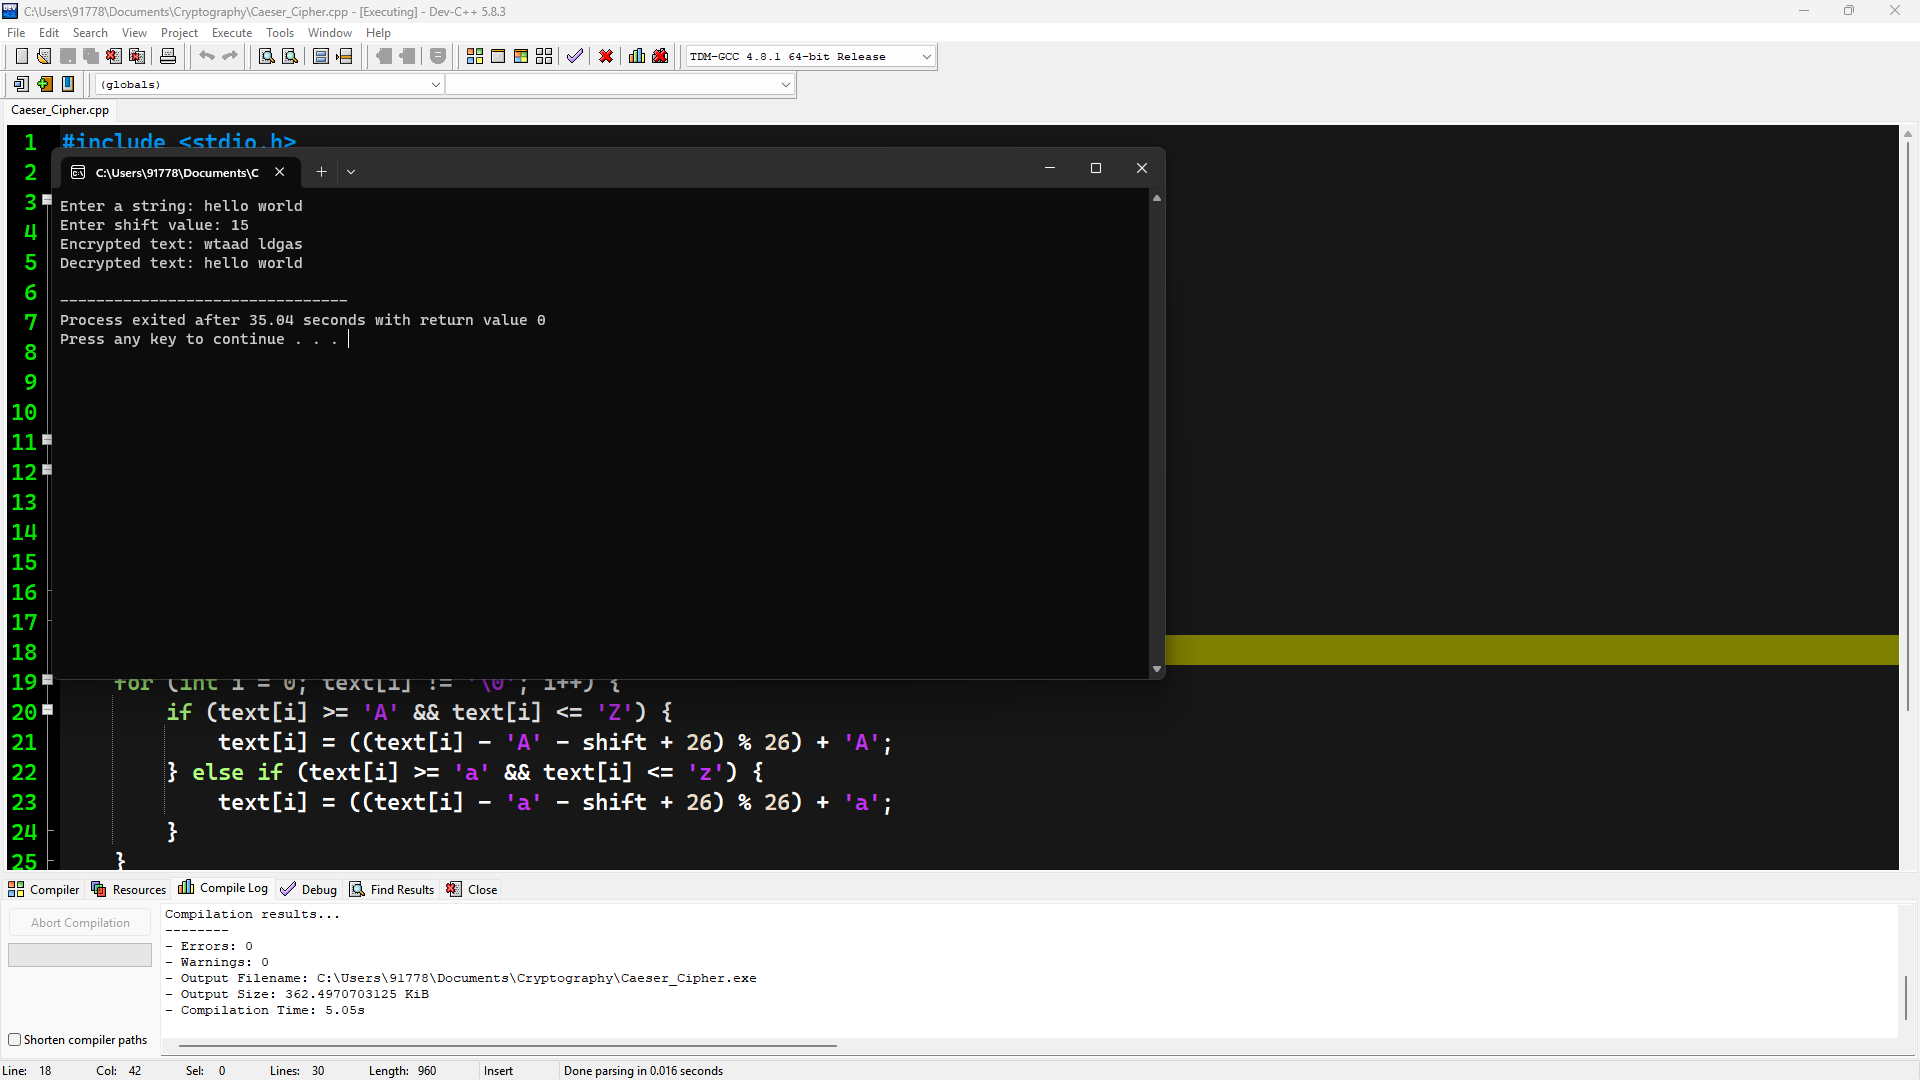 C:\Users\91778\Documents\Cryptography\Caeser_Cipher.cpp - [Executing] - Dev-C++ 5.8.3
File Edit Search View Project Execute Tools Window Help
TDM-GCC 4.8.1 64-bit Release
(globals)
Caeser_Cipher.cpp
1 #include <stdio.h>
C:\Users\91778\Documents\C
2
3
Enter a string: hello world
Enter shift value: 15
4
Encrypted text: wtaad ldgas
5
Decrypted text: hello world
6
--------------------------------
7
Process exited after 35.04 seconds with return value 0
Press any key to continue . . .
8
9
10
11
12
13
14
15
16
17
18
19 for (int i = 0; text[i] != '\0'; i++) {
20 if (text[i] >= 'A' && text[i] <= 'Z') {
21 text[i] = ((text[i] - 'A' - shift + 26) % 26) + 'A';
22 } else if (text[i] >= 'a' && text[i] <= 'z') {
23 text[i] = ((text[i] - 'a' - shift + 26) % 26) + 'a';
24 }
25 }
Compiler Resources Compile Log Debug Find Results Close
Abort Compilation
Compilation results...
--------
- Errors: 0
- Warnings: 0
- Output Filename: C:\Users\91778\Documents\Cryptography\Caeser_Cipher.exe
- Output Size: 362.4970703125 KiB
- Compilation Time: 5.05s
Shorten compiler paths
Line: 18 Col: 42 Sel: 0 Lines: 30 Length: 960 Insert Done parsing in 0.016 seconds